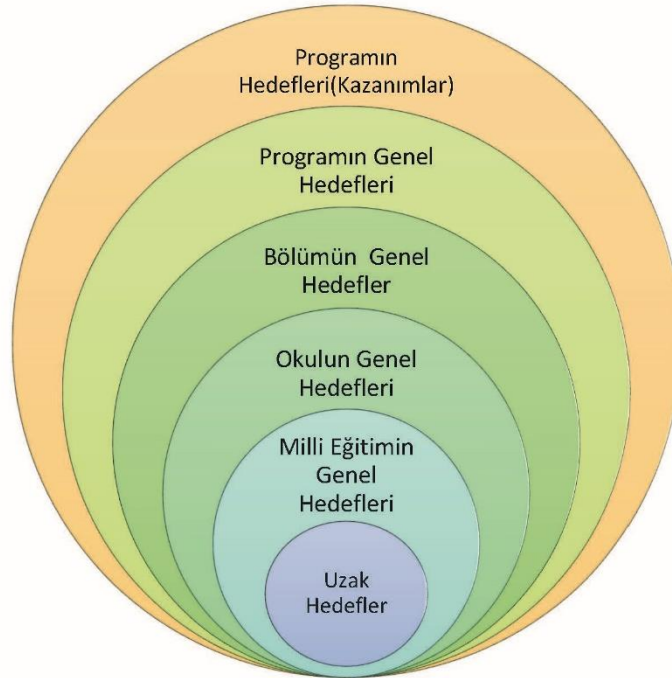 Programın
Hedefleri(Kazanımlar)
Programın Genel
Hedefleri
Bölümün Genel
Hedefler
Okulun Genel
Hedefleri
Milli Eğitimin
Genel
Hedefleri
Uzak
Hedefler